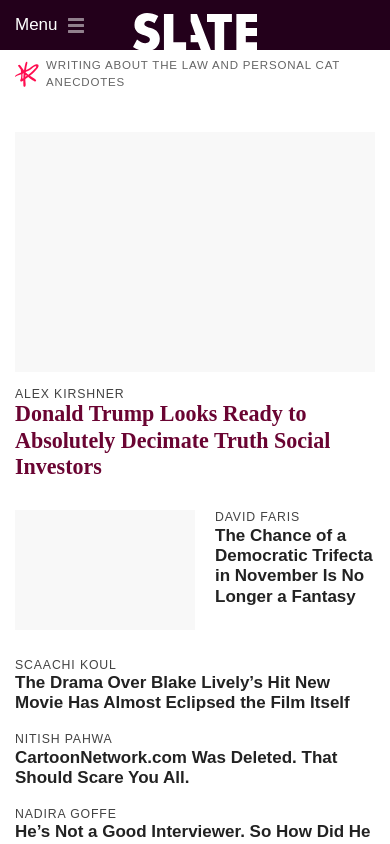 Menu
SLATE
WRITING ABOUT THE LAW AND PERSONAL CAT
ANECDOTES
ALEX KIRSHNER
Donald Trump Looks Ready to
Absolutely Decimate Truth Social
Investors
DAVID FARIS
The Chance of a
Democratic Trifecta
in November Is No
Longer a Fantasy
SCAACHI KOUL
The Drama Over Blake Lively’s Hit New
Movie Has Almost Eclipsed the Film Itself
NITISH PAHWA
CartoonNetwork.com Was Deleted. That
Should Scare You All.
NADIRA GOFFE
He’s Not a Good Interviewer. So How Did He